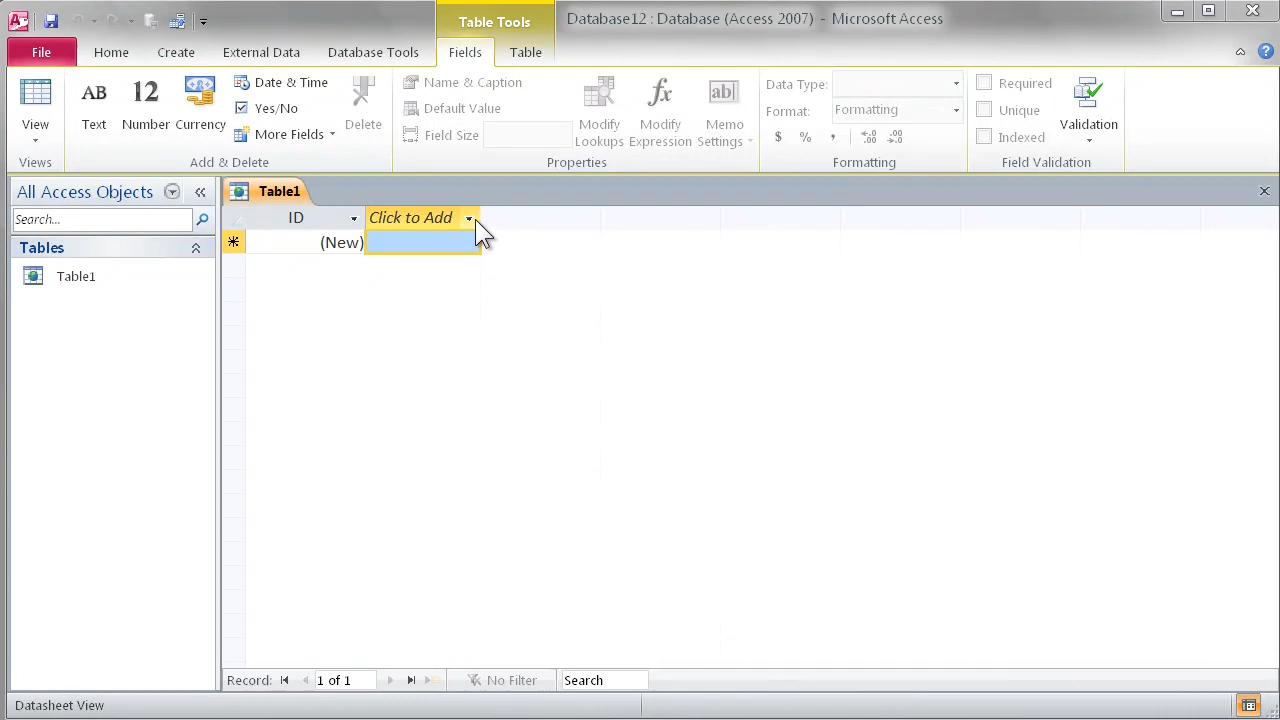 Table Tools
Database12 : Database (Access 2007) - Microsoft Access
File
Home
Create
External Data
Database Tools
Fields
Table
View
AB
Text
12
Number
Currency
Date & Time
Yes/No
More Fields
Delete
Name & Caption
Default Value
Field Size
Modify
Lookups
fx
Modify
Expression
ab|
Memo
Settings
Data Type:
Format: Formatting
$ % , .00
Required
Unique
Indexed
Validation
Views
Add & Delete
Properties
Formatting
Field Validation
All Access Objects
Search...
Tables
Table1
Table1
ID
Click to Add
(New)
Record:
1 of 1
No Filter
Search
Datasheet View